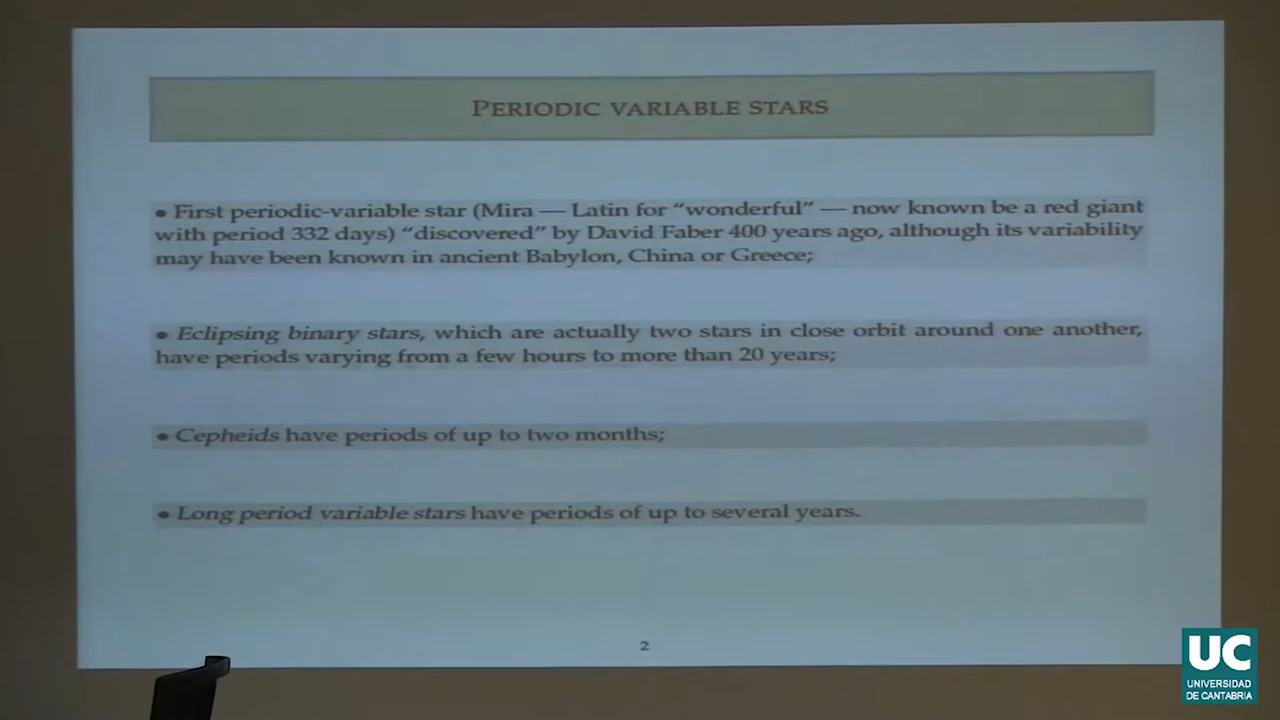 PERIODIC VARIABLE STARS
• First periodic-variable star (Mira — Latin for “wonderful” — now known be a red giant
with period 332 days) “discovered” by David Faber 400 years ago, although its variability
may have been known in ancient Babylon, China or Greece;
• Eclipsing binary stars, which are actually two stars in close orbit around one another,
have periods varying from a few hours to more than 20 years;
• Cepheids have periods of up to two months;
• Long period variable stars have periods of up to several years.
2
UC
UNIVERSIDAD
DE CANTABRIA